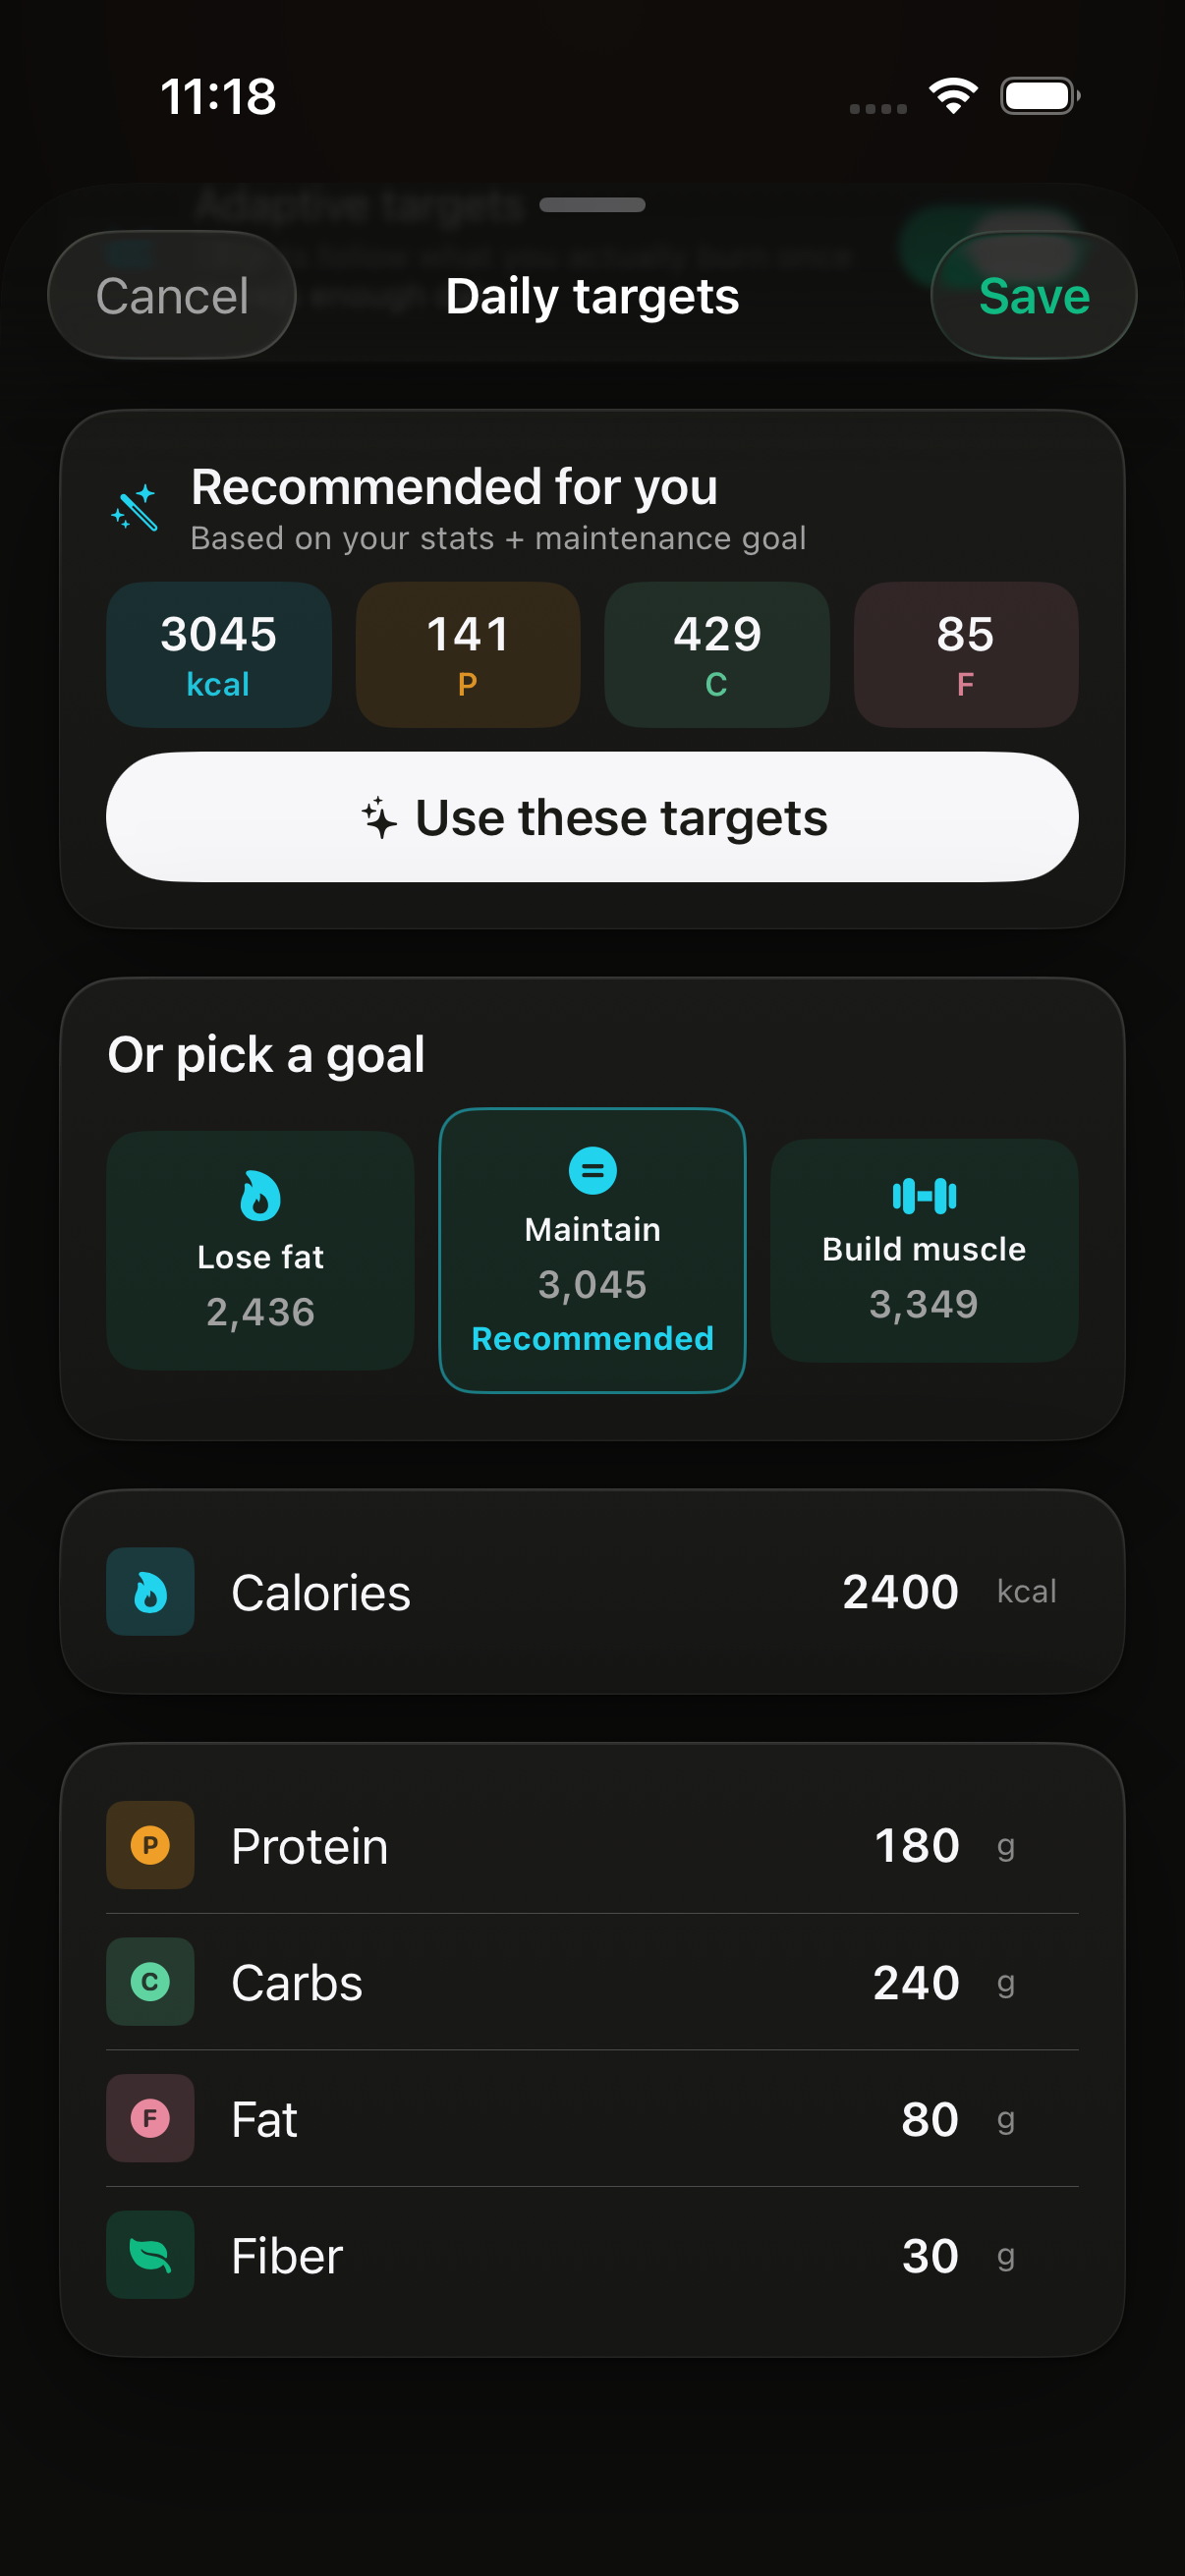 11:18
Adaptive targets
Cancel
Daily targets
Save
Recommended for you
Based on your stats + maintenance goal
3045
kcal
141
P
429
C
85
F
Use these targets
Or pick a goal
Lose fat
2,436
Maintain
3,045
Recommended
Build muscle
3,349
Calories
2400
kcal
P
Protein
180
g
C
Carbs
240
g
F
Fat
80
g
Fiber
30
g